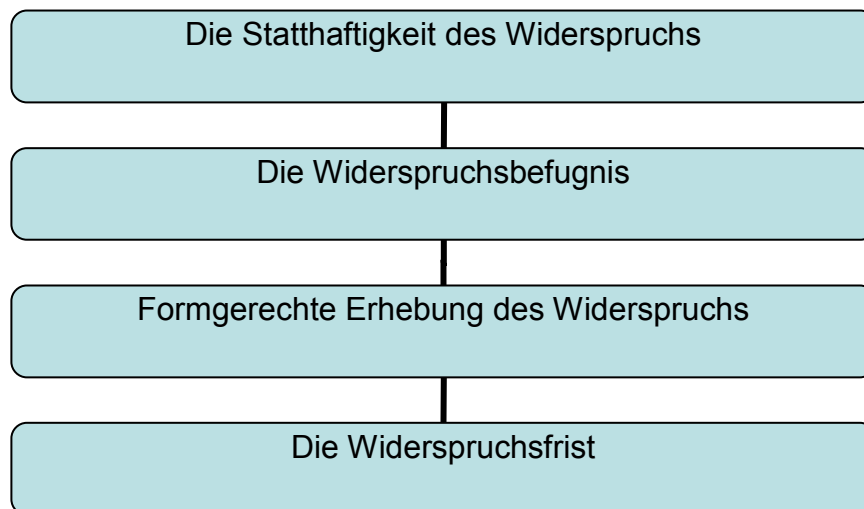 Die Statthaftigkeit des Widerspruchs
Die Widerspruchsbefugnis
Formgerechte Erhebung des Widerspruchs
Die Widerspruchsfrist